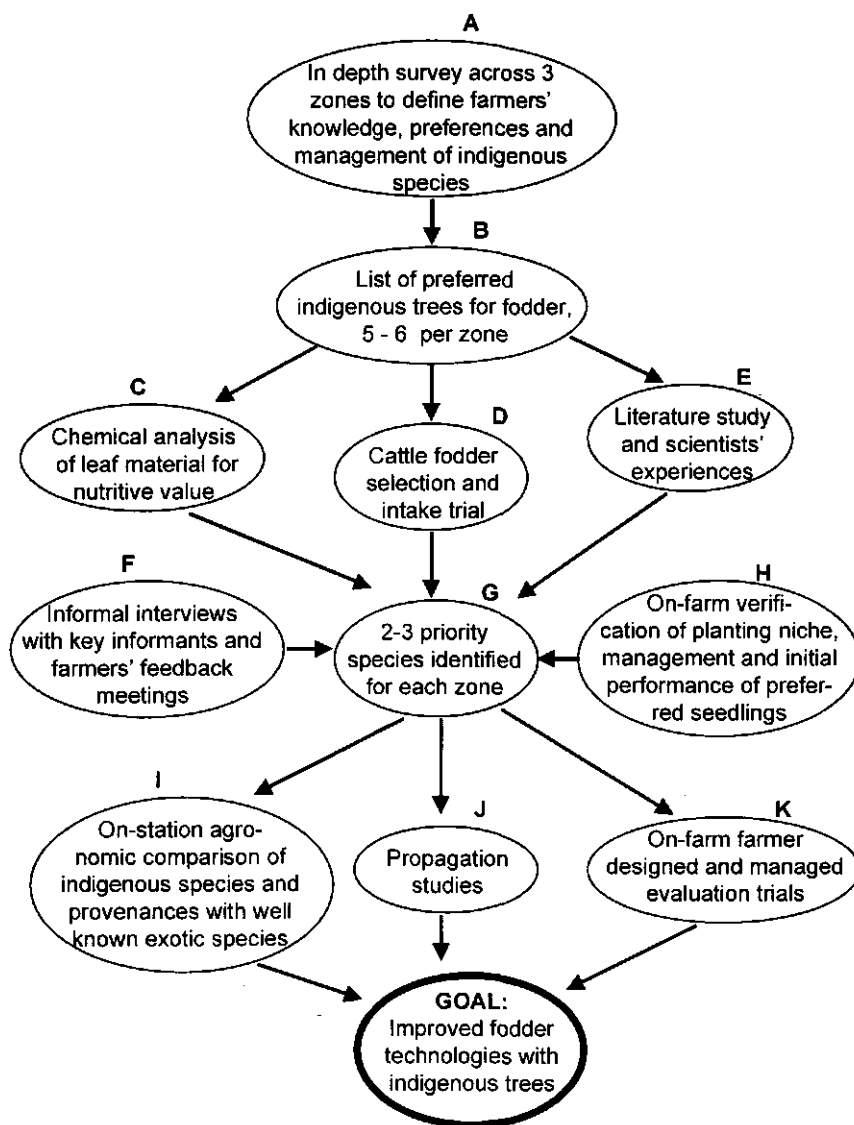 A
In depth survey across 3
zones to define farmers'
knowledge, preferences and
management of indigenous
species
B
List of preferred
indigenous trees for fodder,
5 - 6 per zone
C
Chemical analysis
of leaf material for
nutritive value
D
Cattle fodder
selection and
intake trial
E
Literature study
and scientists'
experiences
F
Informal interviews
with key informants and
farmers' feedback
meetings
G
2-3 priority
species identified
for each zone
H
On-farm verifi-
cation of planting niche,
management and initial
performance of prefer-
red seedlings
I
On-station agro-
nomic comparison of
indigenous species and
provenances with well
known exotic species
J
Propagation
studies
K
On-farm farmer
designed and managed
evaluation trials
GOAL:
Improved fodder
technologies with
indigenous trees